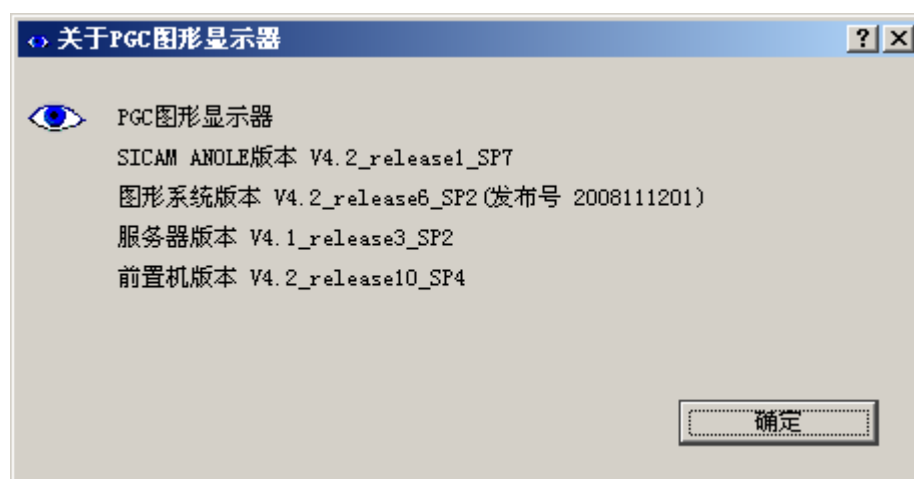 关于PGC图形显示器
PGC图形显示器
SICAM ANOLE版本 V4.2_release1_SP7
图形系统版本 V4.2_release6_SP2(发布号 2008111201)
服务器版本 V4.1_release3_SP2
前置机版本 V4.2_release10_SP4
确定